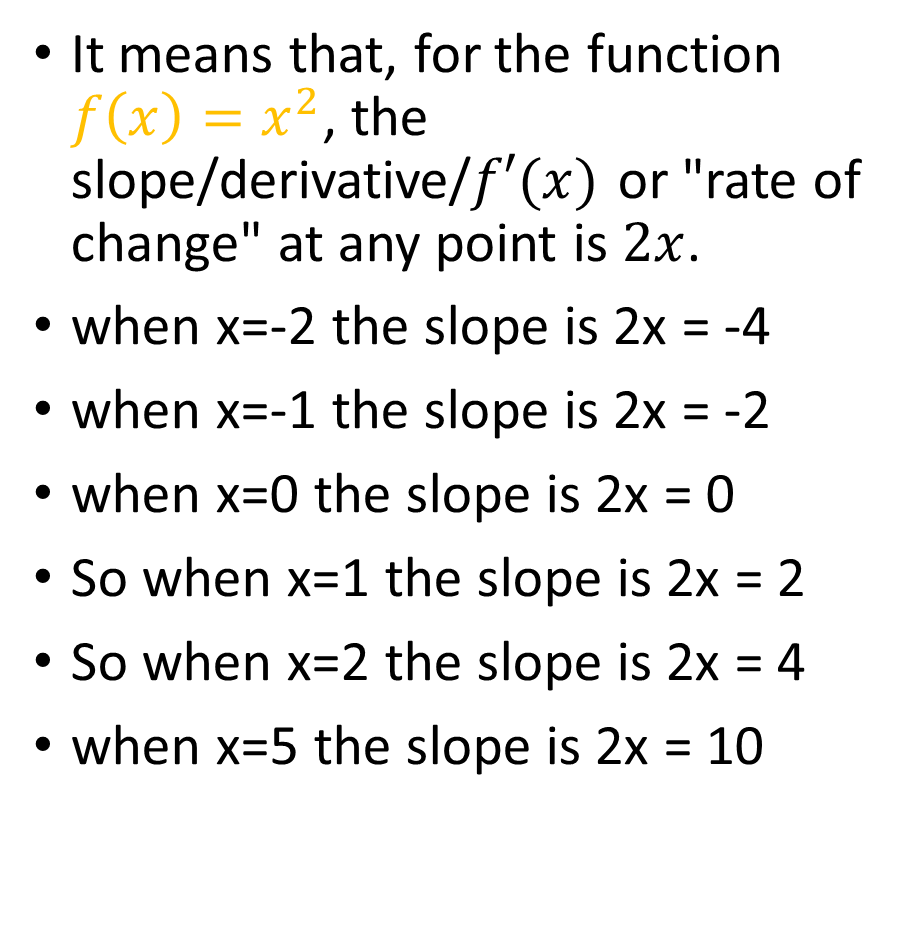 • It means that, for the function
f(x) = x², the
slope/derivative/f′(x) or "rate of
change" at any point is 2x.
• when x=-2 the slope is 2x = -4
• when x=-1 the slope is 2x = -2
• when x=0 the slope is 2x = 0
• So when x=1 the slope is 2x = 2
• So when x=2 the slope is 2x = 4
• when x=5 the slope is 2x = 10